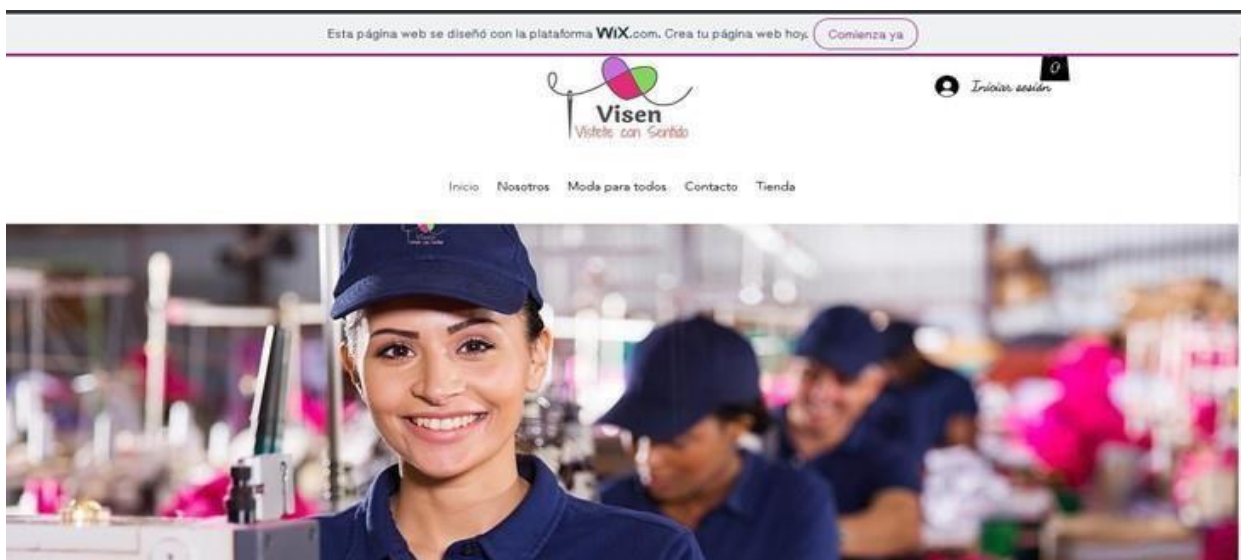 Esta página web se diseñó con la plataforma WiX.com. Crea tu página web hoy. Comienza ya
0
Iniciar sesión
Visen
Vístete con Sentido
Inicio Nosotros Moda para todos Contacto Tienda
Visen